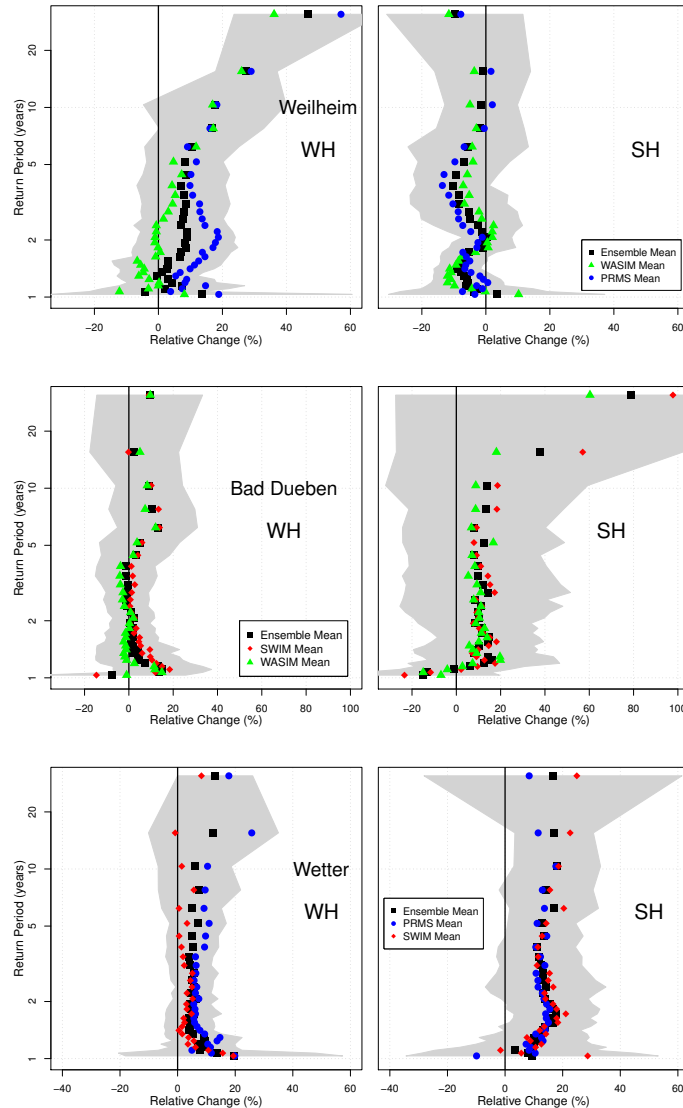 Return Period (years)
20
10
5
2
1
Weilheim
WH
−20
0
20
40
60
Relative Change (%)
SH
Ensemble Mean
WASIM Mean
PRMS Mean
−20
0
20
40
60
Relative Change (%)
Return Period (years)
20
10
5
2
1
Bad Dueben
WH
Ensemble Mean
SWIM Mean
WASIM Mean
−20
0
20
40
60
80
100
Relative Change (%)
SH
−20
0
20
40
60
80
100
Relative Change (%)
Return Period (years)
20
10
5
2
1
Wetter
WH
−40
−20
0
20
40
60
Relative Change (%)
Ensemble Mean
PRMS Mean
SWIM Mean
SH
−40
−20
0
20
40
60
Relative Change (%)